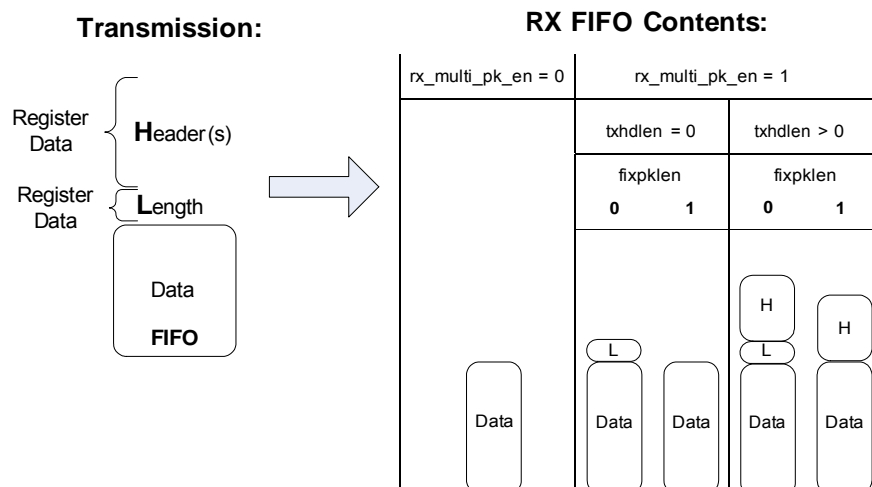 Transmission:
RX FIFO Contents:
Register
Data
Header(s)
Register
Data
Length
Data
FIFO
rx_multi_pk_en = 0
rx_multi_pk_en = 1
txhdlen = 0
txhdlen > 0
fixpklen
fixpklen
0 1
0 1
H
H
L
L
Data
Data
Data
Data
Data